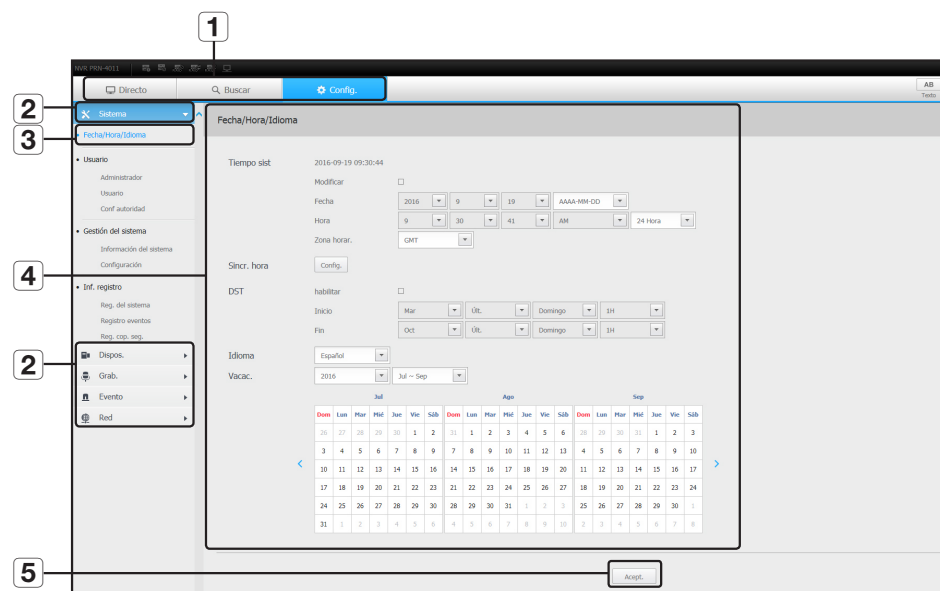 1
NVR PRN-4011
Directo Buscar Config.
AB
Texto
2
Sistema
3
Fecha/Hora/Idioma
Usuario
Administrador
Usuario
Conf autoridad
Gestión del sistema
Información del sistema
Configuración
Inf. registro
Reg. del sistema
Registro eventos
Reg. cop. seg.
2
Dispos.
Grab.
Evento
Red
4
Fecha/Hora/Idioma
Tiempo sist 2016-09-19 09:30:44
Modificar
Fecha 2016 9 19 AAAA-MM-DD
Hora 9 30 41 AM 24 Hora
Zona horar. GMT
Sincr. hora Config.
DST habilitar
Inicio Mar Últ. Domingo 1H
Fin Oct Últ. Domingo 1H
Idioma Español
Vacac. 2016 Jul ~ Sep
Jul Ago Sep
Dom Lun Mar Mié Jue Vie Sáb Dom Lun Mar Mié Jue Vie Sáb Dom Lun Mar Mié Jue Vie Sáb
26 27 28 29 30 1 2 31 1 2 3 4 5 6 28 29 30 31 1 2 3
3 4 5 6 7 8 9 7 8 9 10 11 12 13 4 5 6 7 8 9 10
10 11 12 13 14 15 16 14 15 16 17 18 19 20 11 12 13 14 15 16 17
17 18 19 20 21 22 23 21 22 23 24 25 26 27 18 19 20 21 22 23 24
24 25 26 27 28 29 30 28 29 30 31 1 2 3 25 26 27 28 29 30 1
31 1 2 3 4 5 6 4 5 6 7 8 9 10 2 3 4 5 6 7 8
5
Acept.